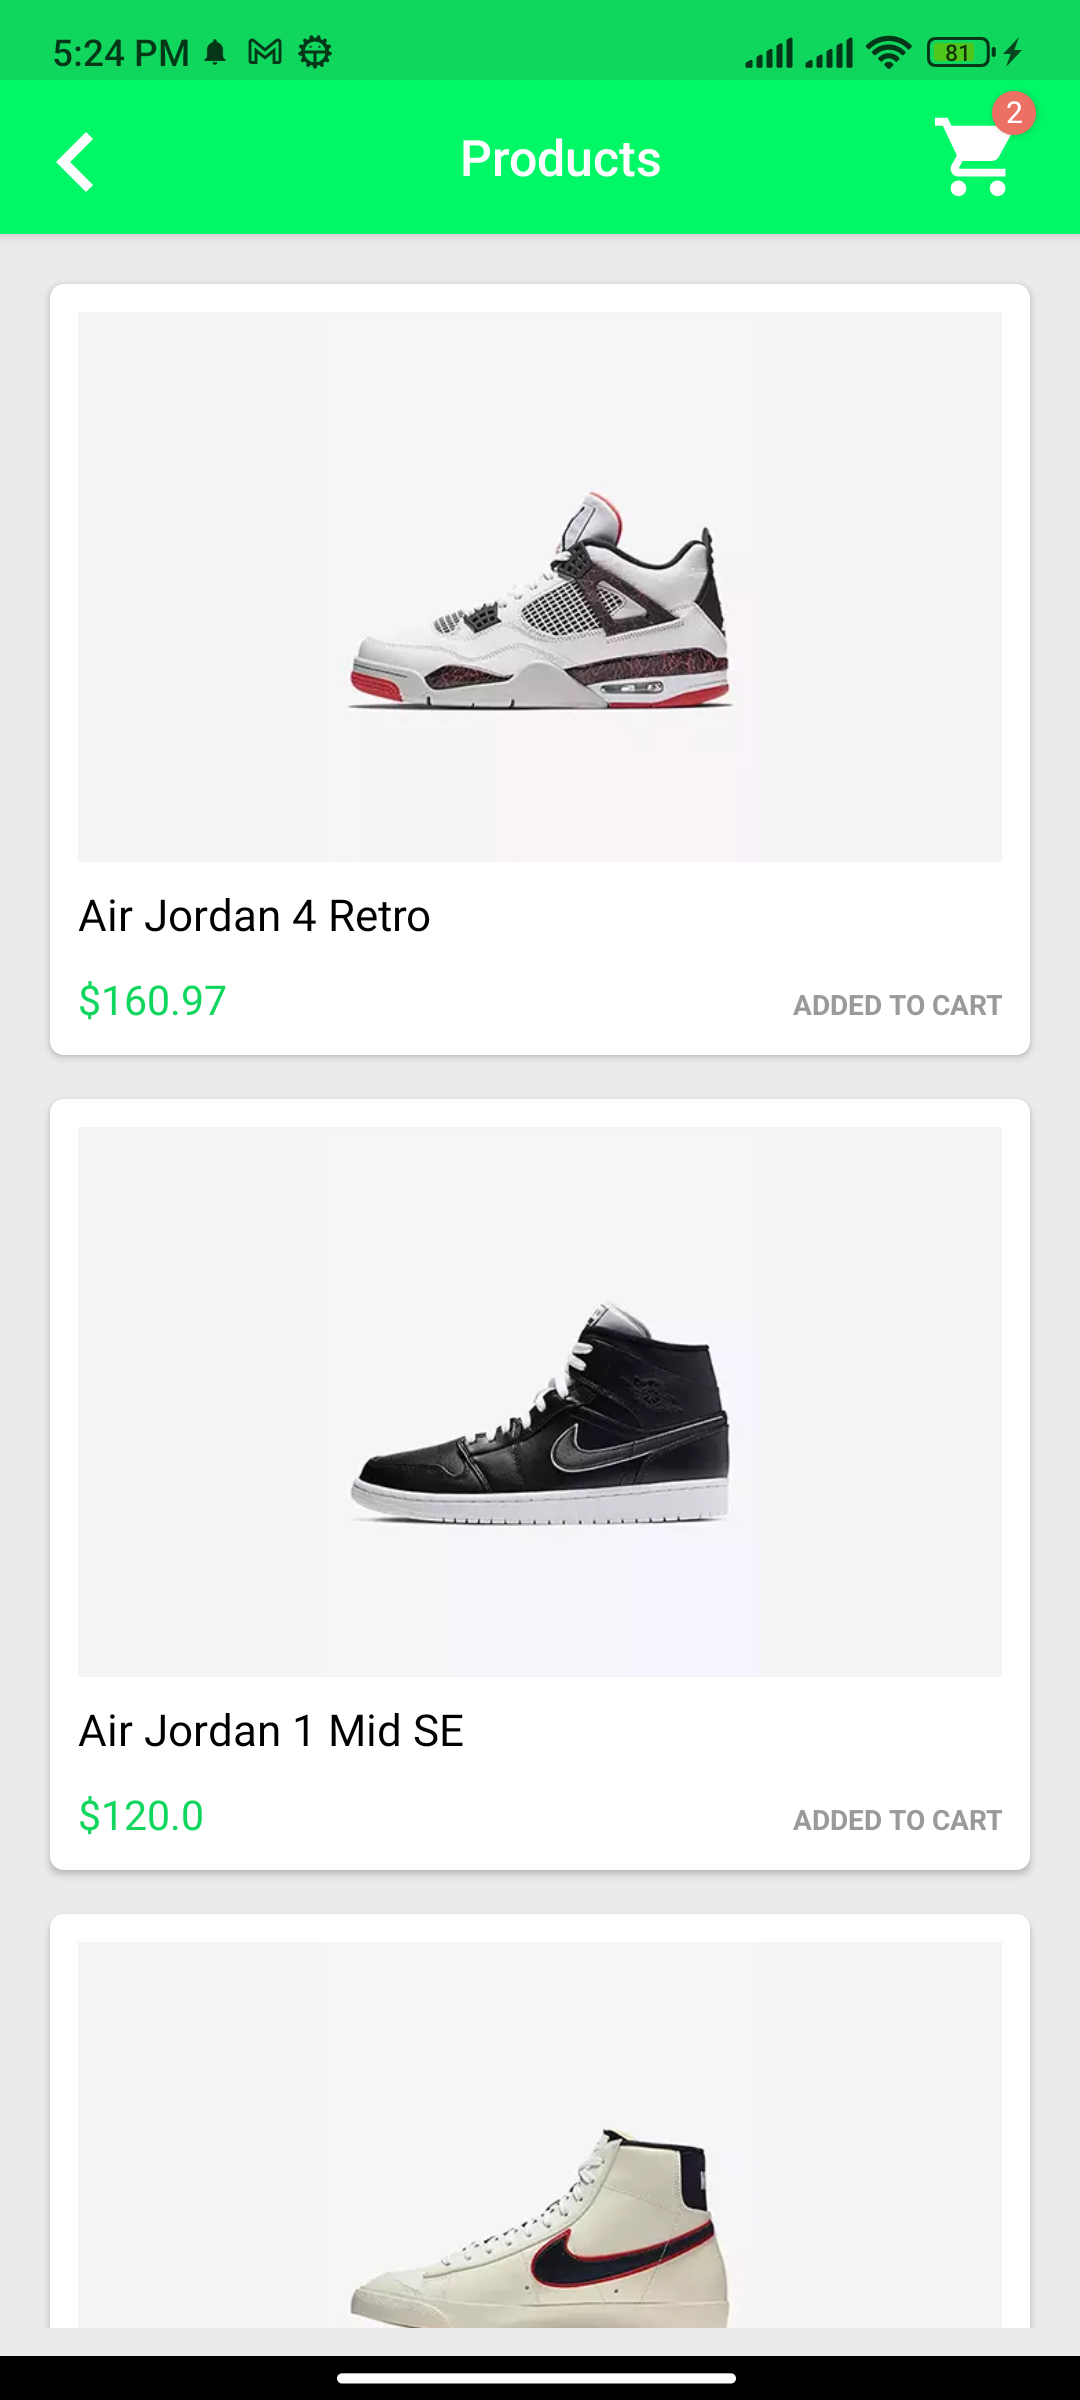 5:24 PM
81
2
Products
Air Jordan 4 Retro
$160.97
ADDED TO CART
Air Jordan 1 Mid SE
$120.0
ADDED TO CART